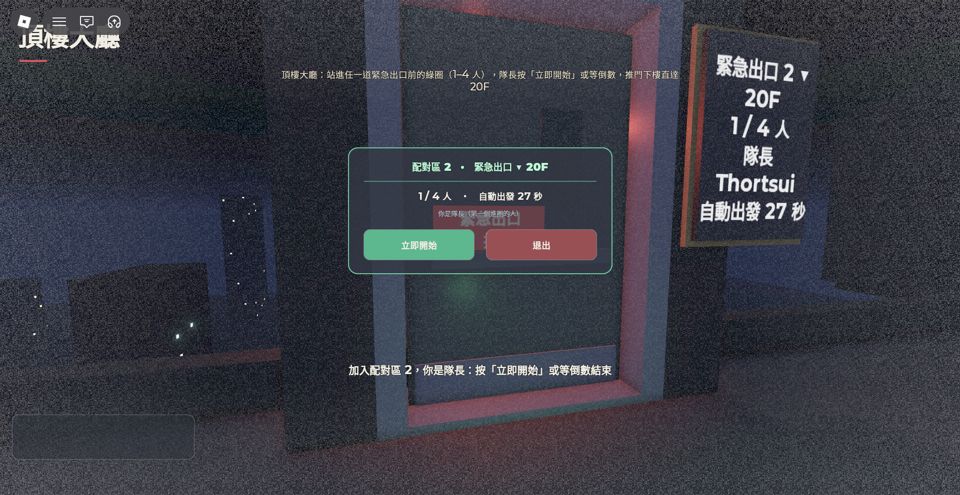 頂樓大廳
頂樓大廳：站進任一道緊急出口前的綠圈（1–4 人），隊長按「立即開始」或等倒數，推門下樓直達
20F
配對區 2 • 緊急出口 ▼ 20F
1 / 4 人 • 自動出發 27 秒
你是隊長（第一個進圈的人）
立即開始
退出
緊急出口
加入配對區 2，你是隊長：按「立即開始」或等倒數結束
緊急出口 2 ▼
20F
1 / 4 人
隊長
Thortsui
自動出發 27 秒